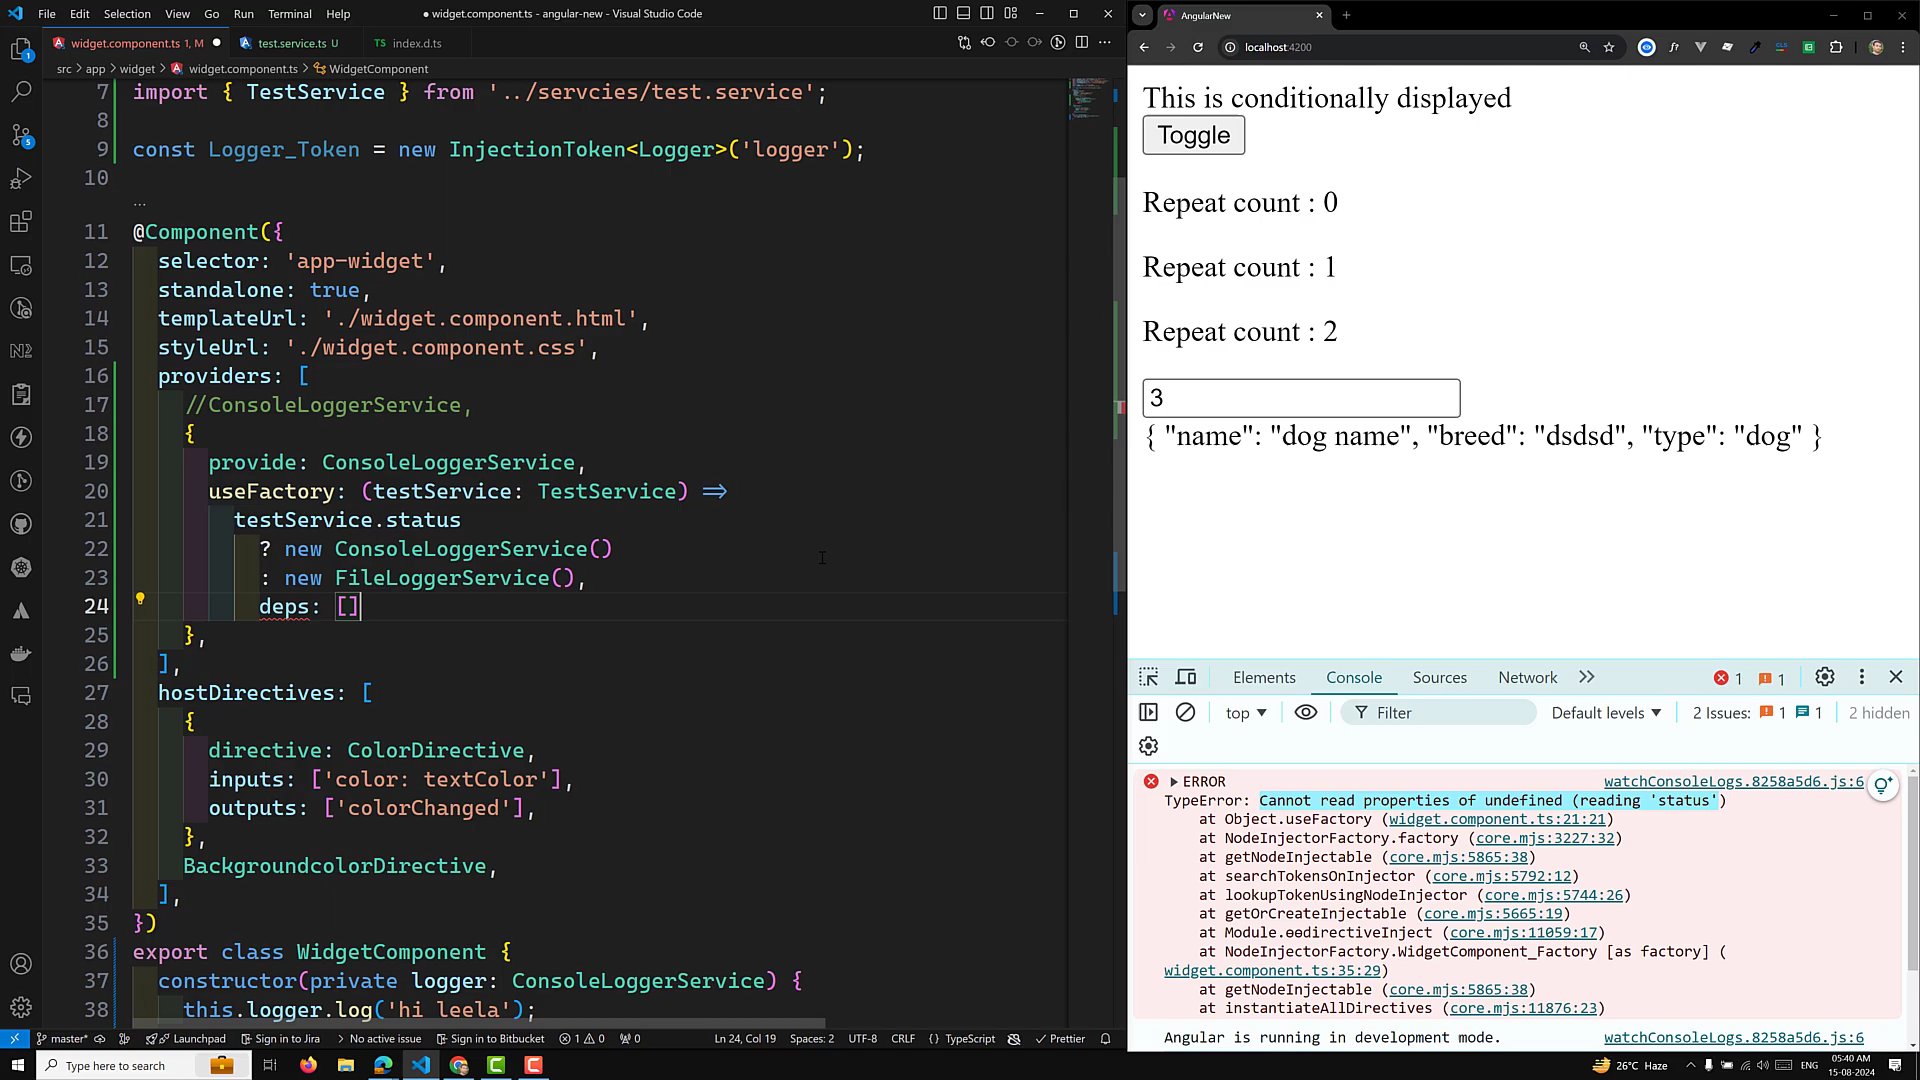 File Edit Selection View Go Run Terminal Help
● widget.component.ts - angular-new - Visual Studio Code
widget.component.ts 1, M ●
test.service.ts U
TS index.d.ts
src > app > widget > widget.component.ts > WidgetComponent
7 import { TestService } from '../servcies/test.service';
8
9 const Logger_Token = new InjectionToken<Logger>('logger');
10
...
11 @Component({
12 selector: 'app-widget',
13 standalone: true,
14 templateUrl: './widget.component.html',
15 styleUrl: './widget.component.css',
16 providers: [
17 //ConsoleLoggerService,
18 {
19 provide: ConsoleLoggerService,
20 useFactory: (testService: TestService) =>
21 testService.status
22 ? new ConsoleLoggerService()
23 : new FileLoggerService(),
24 deps: []
25 },
26 ],
27 hostDirectives: [
28 {
29 directive: ColorDirective,
30 inputs: ['color: textColor'],
31 outputs: ['colorChanged'],
32 },
33 BackgroundcolorDirective,
34 ],
35 })
36 export class WidgetComponent {
37 constructor(private logger: ConsoleLoggerService) {
38 this.logger.log('hi leela');
master* Launchpad Sign in to Jira No active issue Sign in to Bitbucket 1 0 0 Ln 24, Col 19 Spaces: 2 UTF-8 CRLF {} TypeScript Prettier
AngularNew
localhost:4200
This is conditionally displayed
Toggle
Repeat count : 0
Repeat count : 1
Repeat count : 2
3
{ "name": "dog name", "breed": "dsdsd", "type": "dog" }
Elements Console Sources Network 1 1
top Filter Default levels 2 Issues: 1 1 2 hidden
ERROR watchConsoleLogs.8258a5d6.js:6
TypeError: Cannot read properties of undefined (reading 'status')
at Object.useFactory (widget.component.ts:21:21)
at NodeInjectorFactory.factory (core.mjs:3227:32)
at getNodeInjectable (core.mjs:5865:38)
at searchTokensOnInjector (core.mjs:5792:12)
at lookupTokenUsingNodeInjector (core.mjs:5744:26)
at getOrCreateInjectable (core.mjs:5665:19)
at Module.ɵɵdirectiveInject (core.mjs:11059:17)
at NodeInjectorFactory.WidgetComponent_Factory [as factory] (
widget.component.ts:35:29)
at getNodeInjectable (core.mjs:5865:38)
at instantiateAllDirectives (core.mjs:11876:23)
Angular is running in development mode. watchConsoleLogs.8258a5d6.js:6
Type here to search
26°C Haze
ENG
05:40 AM
15-08-2024